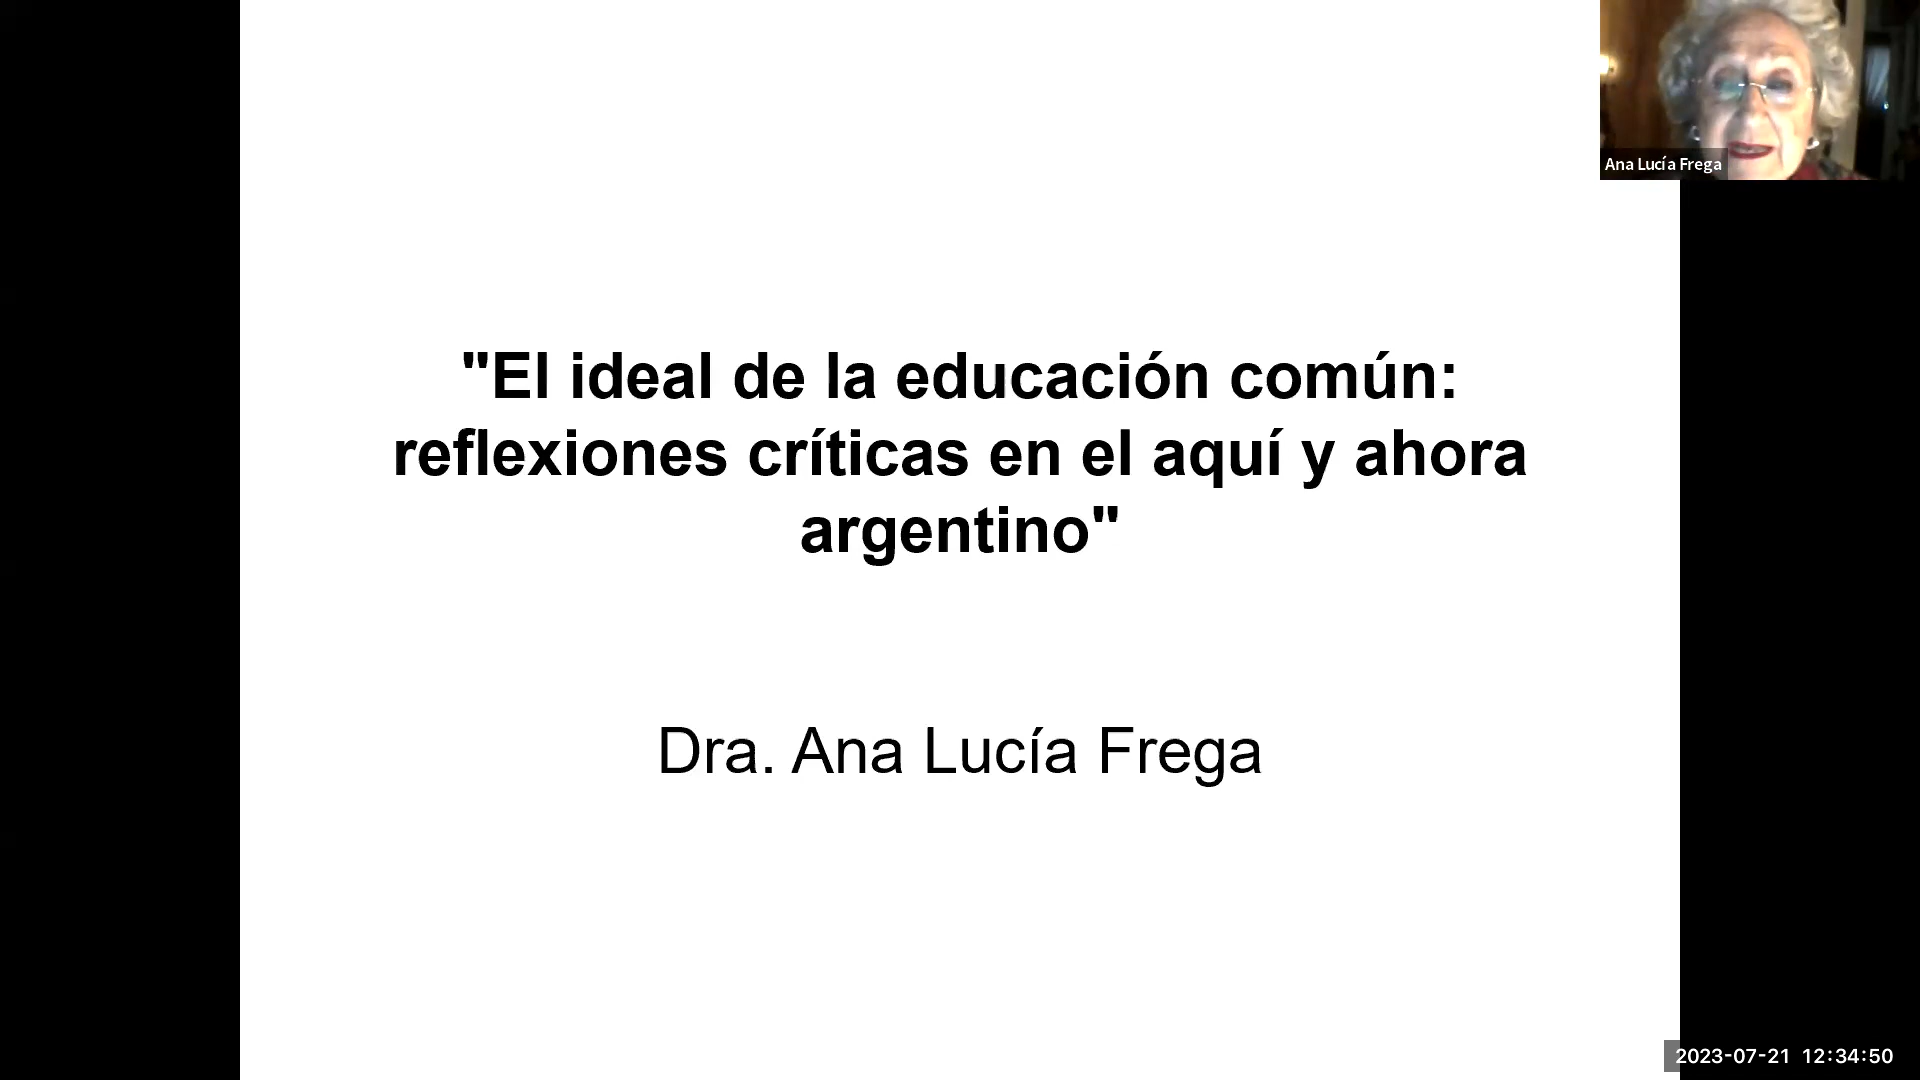 Ana Lucía Frega
"El ideal de la educación común:
reflexiones críticas en el aquí y ahora
argentino"
Dra. Ana Lucía Frega
2023-07-21 12:34:50